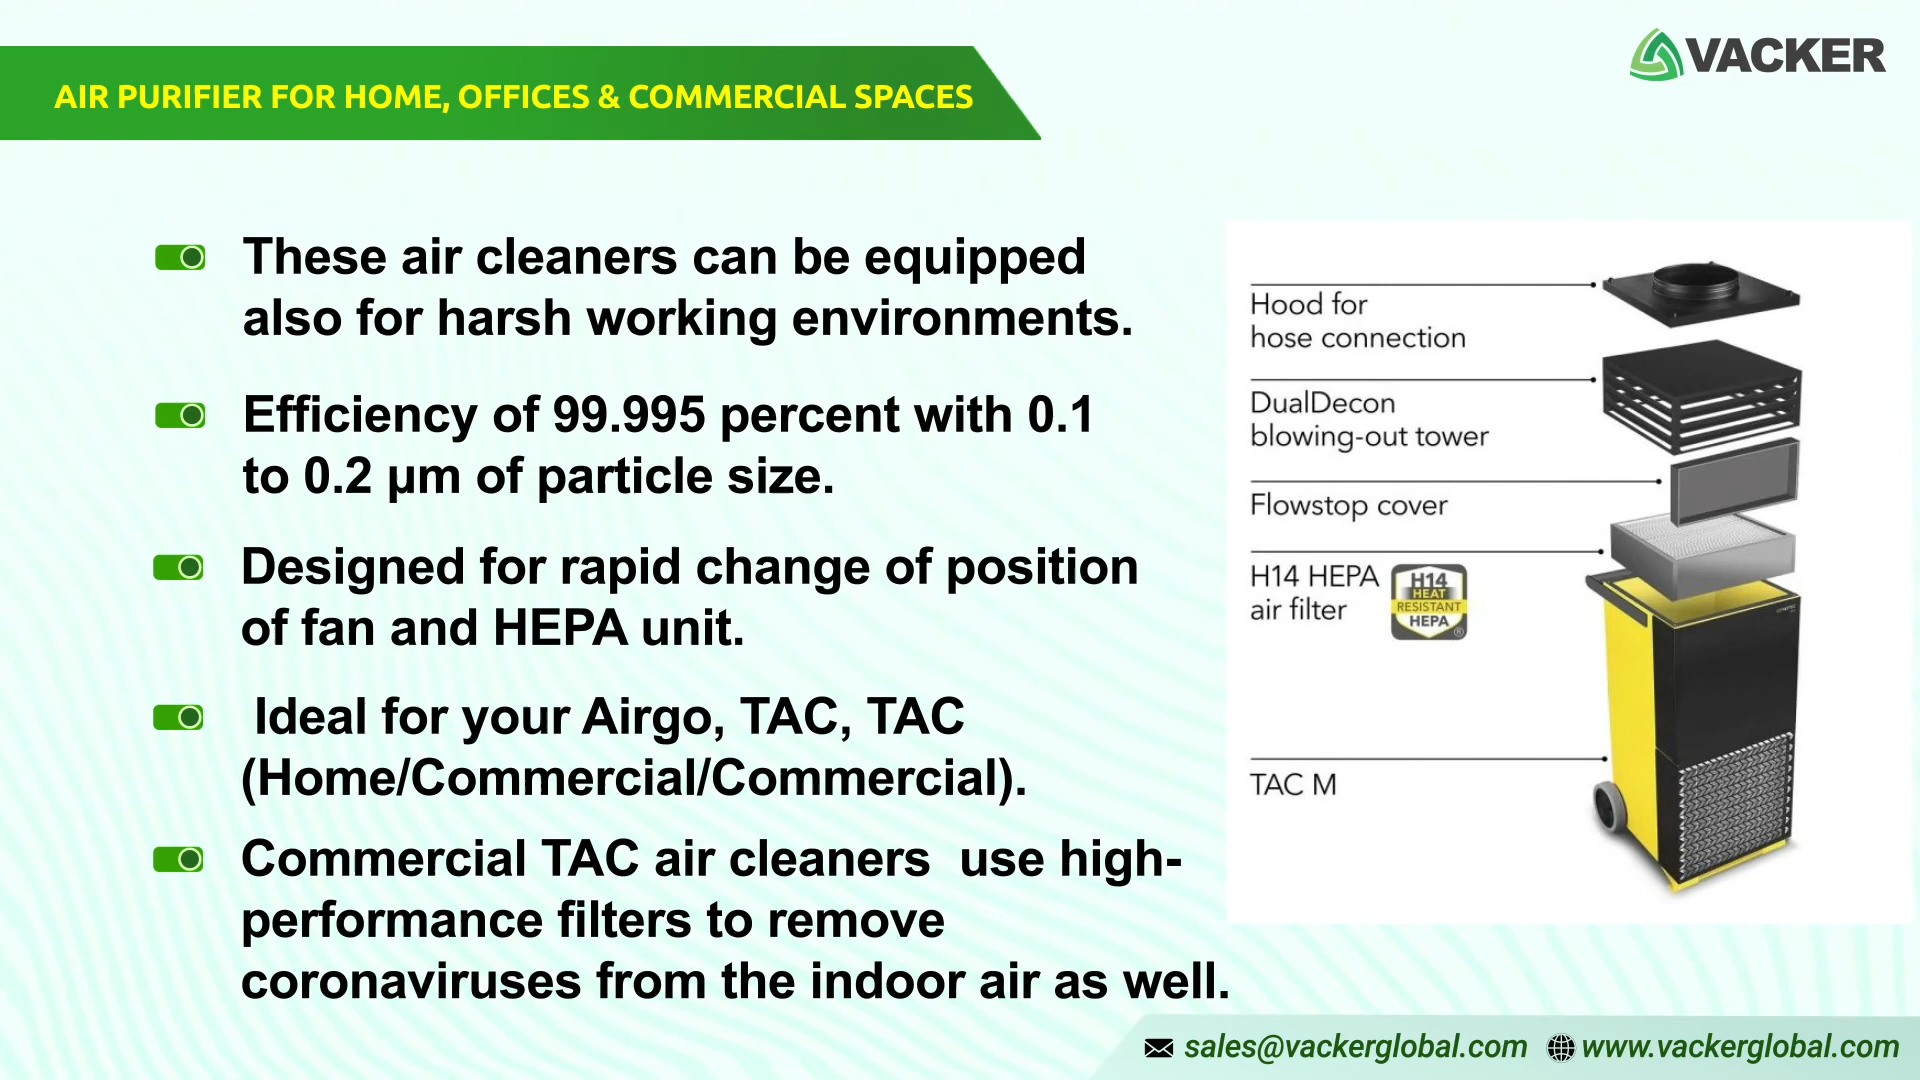 VACKER
AIR PURIFIER FOR HOME, OFFICES & COMMERCIAL SPACES
These air cleaners can be equipped
also for harsh working environments.
Efficiency of 99.995 percent with 0.1
to 0.2 µm of particle size.
Designed for rapid change of position
of fan and HEPA unit.
Ideal for your Airgo, TAC, TAC
(Home/Commercial/Commercial).
Commercial TAC air cleaners  use high-
performance filters to remove
coronaviruses from the indoor air as well.
Hood for
hose connection
DualDecon
blowing-out tower
Flowstop cover
H14 HEPA
air filter
H14
HEAT
RESISTANT
HEPA
®
TAC M
sales@vackerglobal.com
www.vackerglobal.com